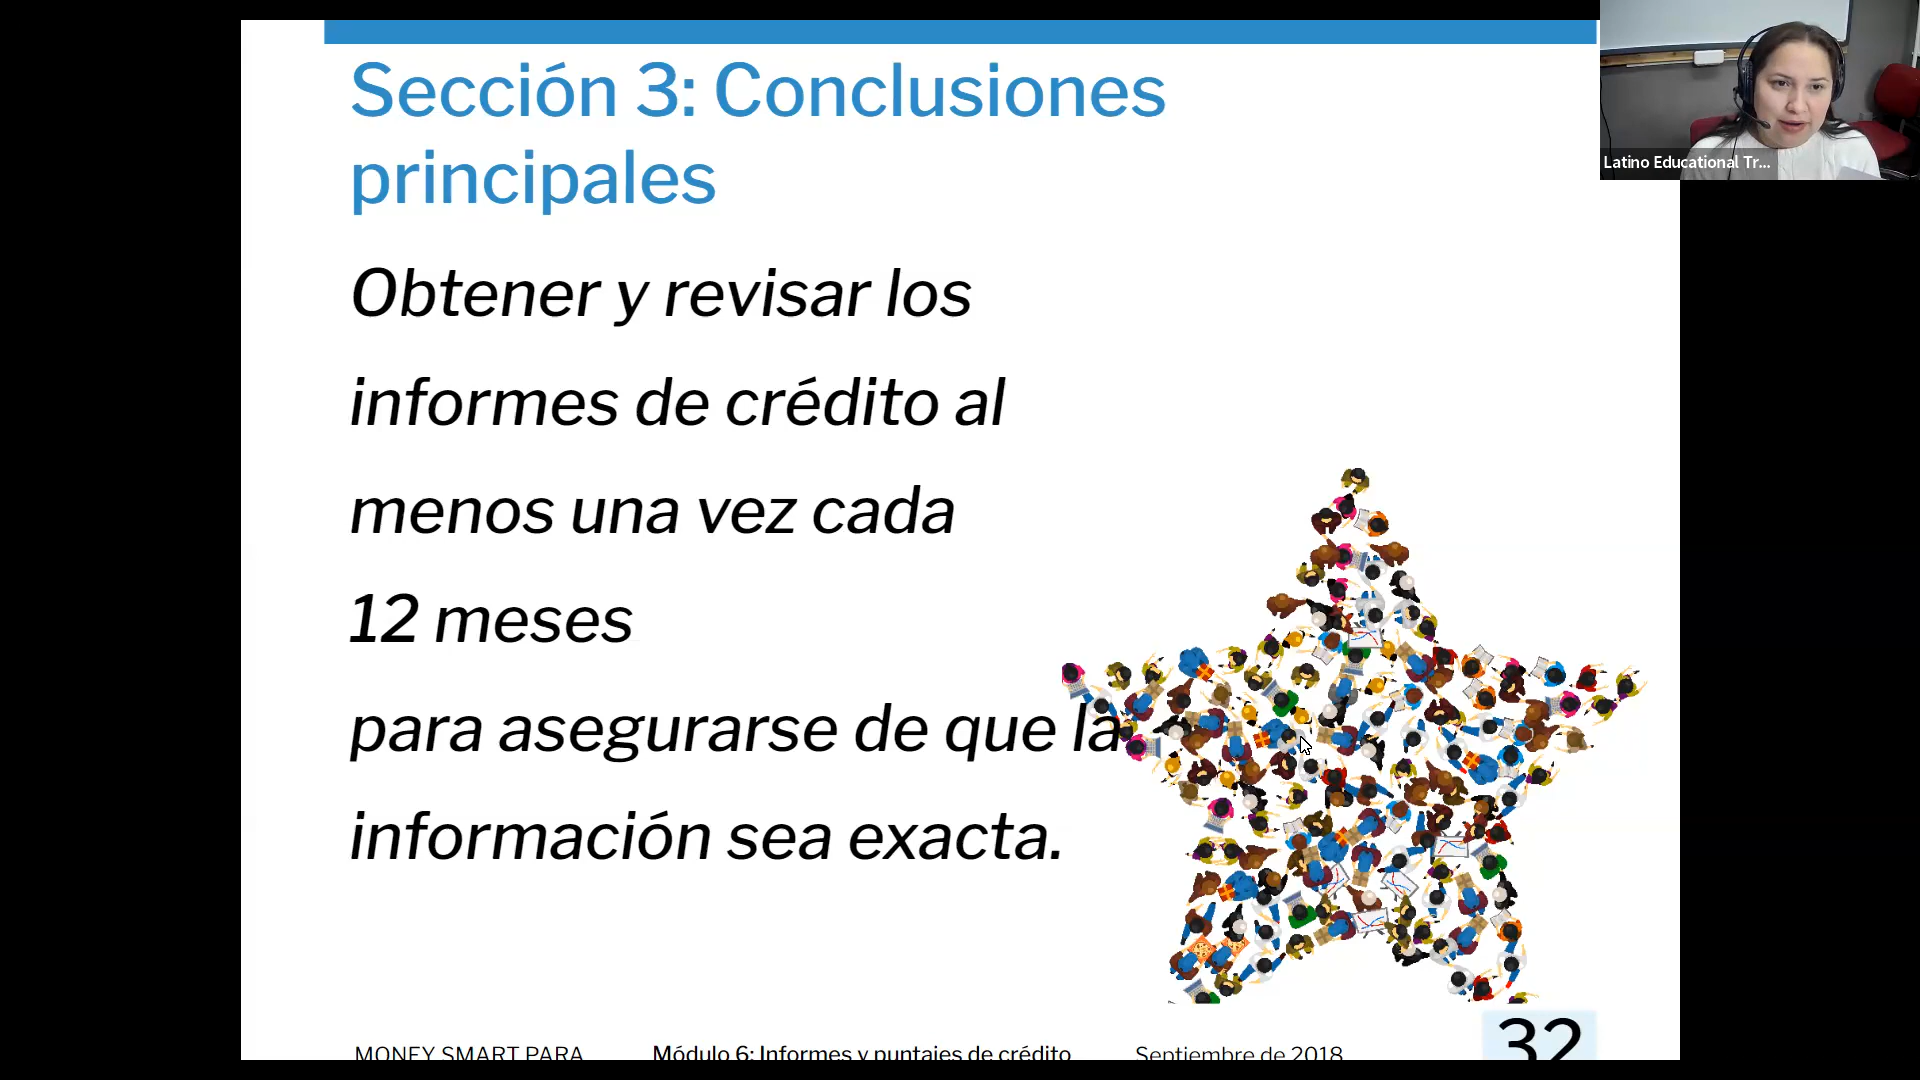 Sección 3: Conclusiones
principales
Obtener y revisar los
informes de crédito al
menos una vez cada
12 meses
para asegurarse de que la
información sea exacta.
MONEY SMART PARA
Módulo 6: Informes y puntajes de crédito
Septiembre de 2018
32
Latino Educational Tr...